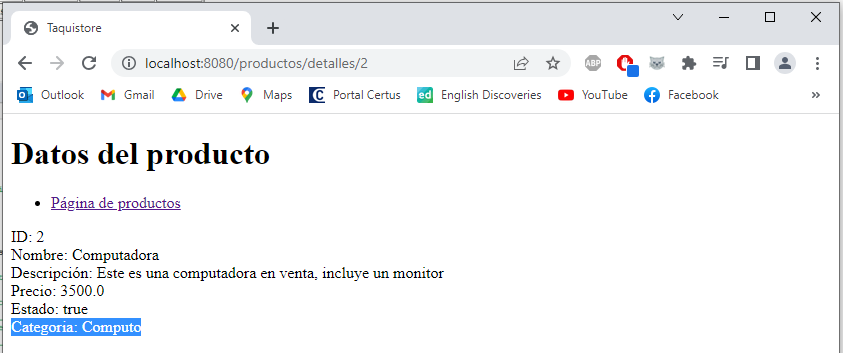 Taquistore
localhost:8080/productos/detalles/2
ABP
Outlook
Gmail
Drive
Maps
Portal Certus
ed English Discoveries
YouTube
Facebook
Datos del producto
Página de productos
ID: 2
Nombre: Computadora
Descripción: Este es una computadora en venta, incluye un monitor
Precio: 3500.0
Estado: true
Categoria: Computo